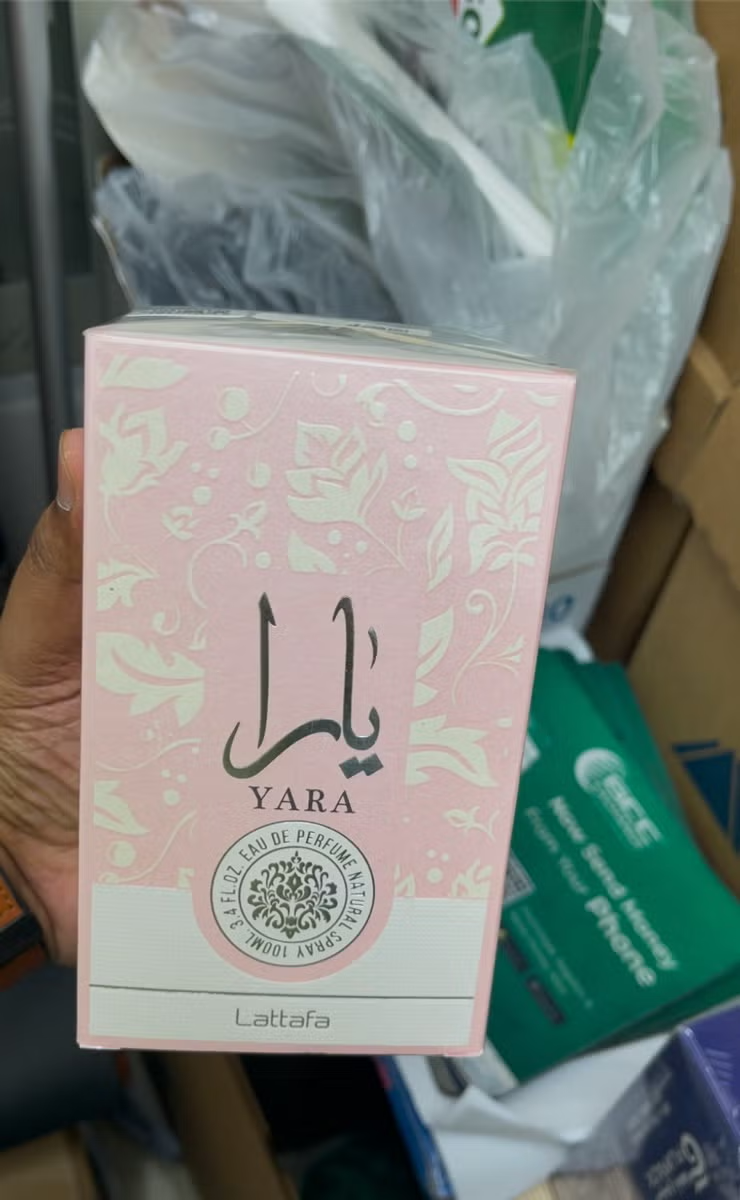 يارا
YARA
3.4 FL.OZ. EAU DE PERFUME NATURAL SPRAY 100ML.
Lattafa
Now Send Money
From Your phone